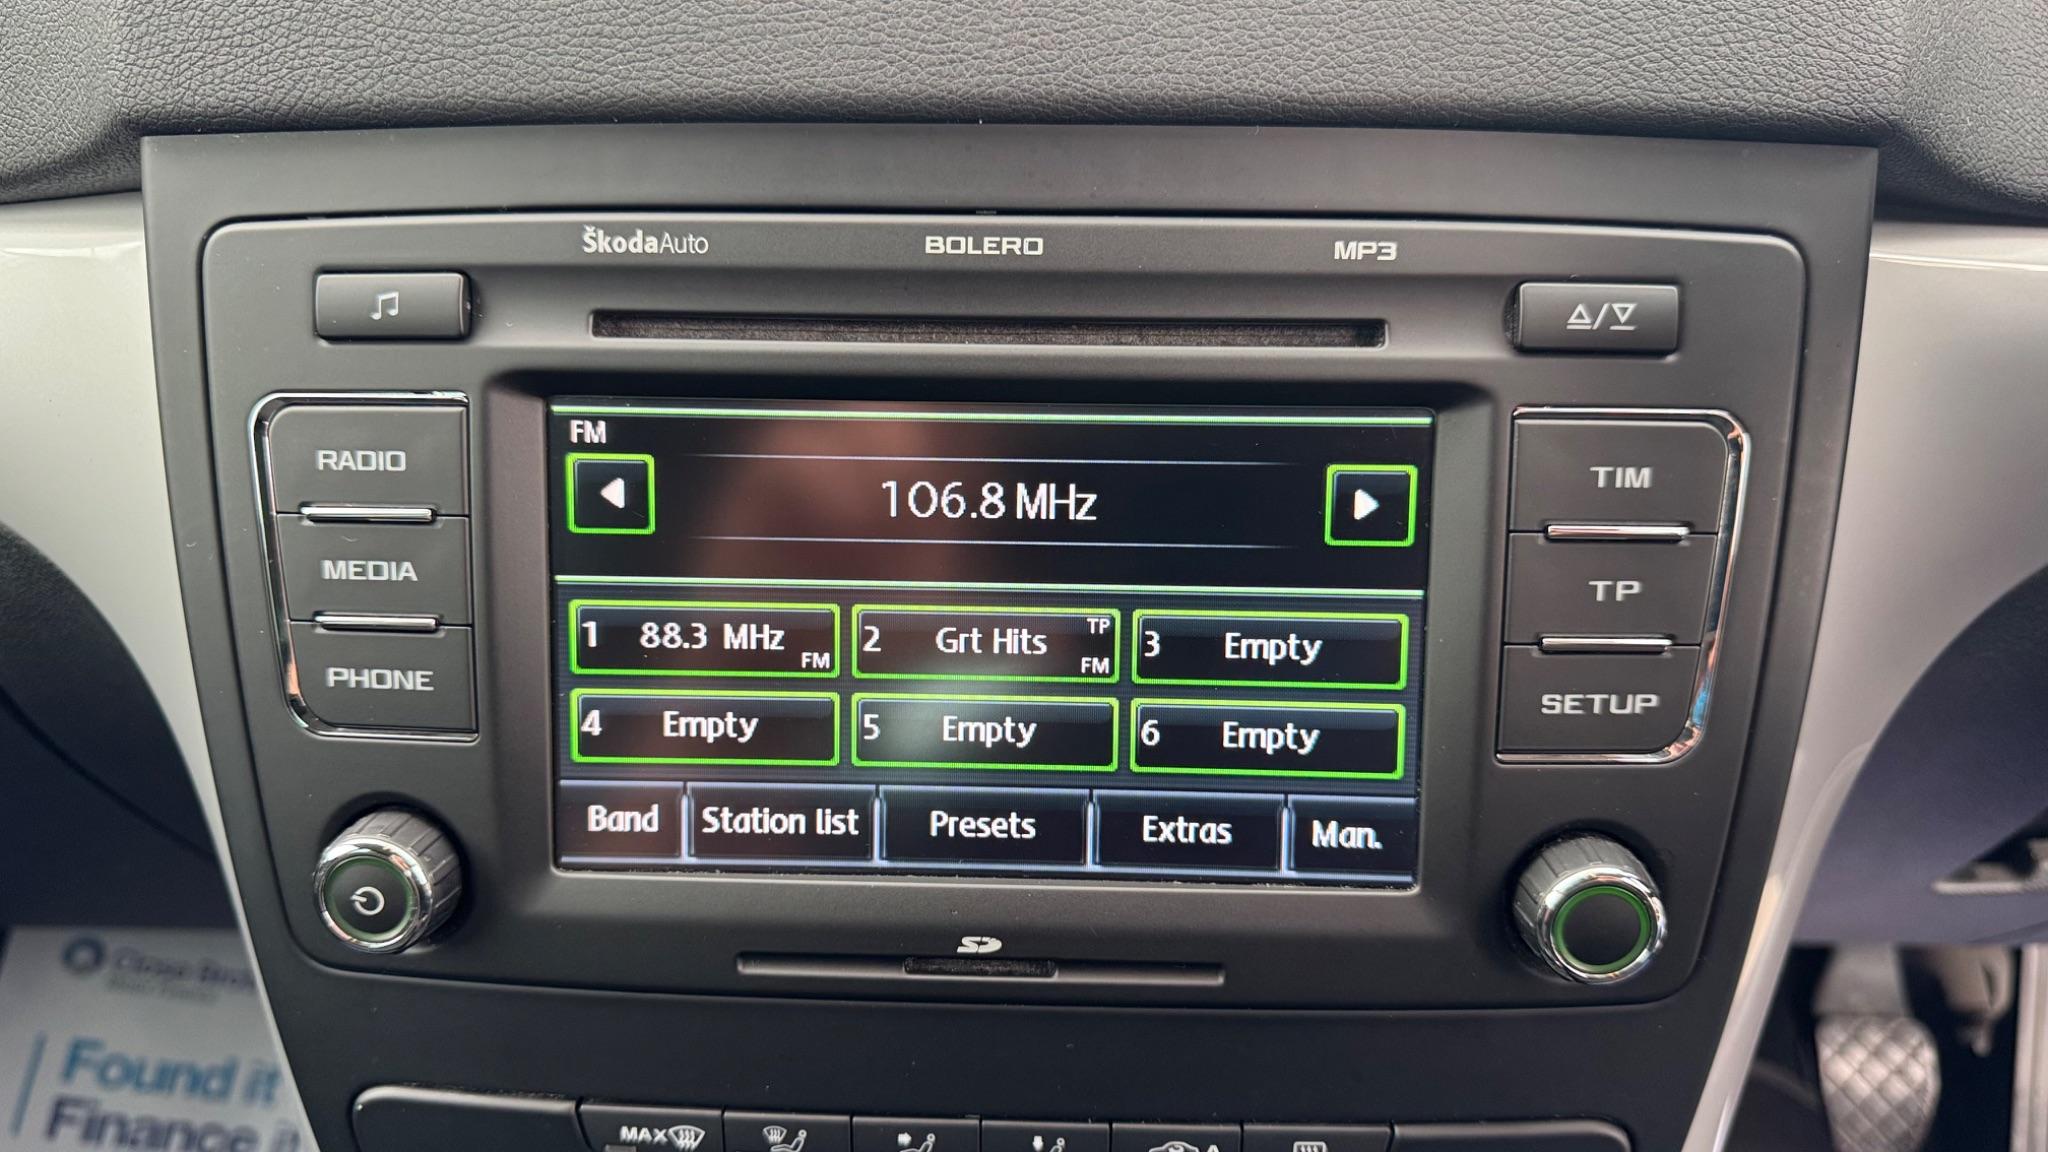 ŠkodaAuto BOLERO MP3
RADIO
MEDIA
PHONE
FM
106.8 MHz
1 88.3 MHz FM
2 Grt Hits TP FM
3 Empty
4 Empty
5 Empty
6 Empty
Band Station list Presets Extras Man.
TIM
TP
SETUP
SD
MAX
A
Close
Found it
Finance it